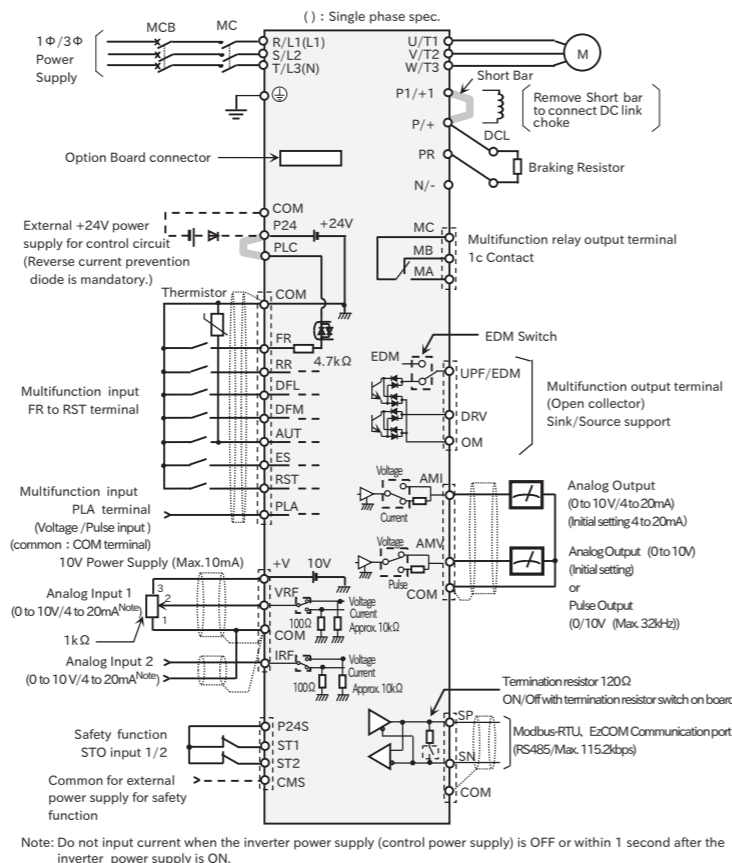 ( ) : Single phase spec.
MCB
MC
1Φ/3Φ
Power
Supply
R/L1(L1)
S/L2
T/L3(N)
U/T1
V/T2
W/T3
M
Short Bar
P1/+1
Remove Short bar
to connect DC link
choke
P/+
DCL
PR
Braking Resistor
N/-
Option Board connector
COM
P24
+24V
PLC
External +24V power
supply for control circuit
(Reverse current prevention
diode is mandatory.)
MC
MB
MA
Multifunction relay output terminal
1c Contact
Thermistor
COM
FR
4.7kΩ
RR
DFL
DFM
AUT
ES
RST
PLA
Multifunction input
FR to RST terminal
EDM Switch
EDM
UPF/EDM
DRV
OM
Multifunction output terminal
(Open collector)
Sink/Source support
Multifunction input
PLA terminal
(Voltage /Pulse input )
(common : COM terminal)
Voltage
AMI
Current
Analog Output
(0 to 10V/4 to 20mA)
(Initial setting 4 to 20mA)
Voltage
AMV
Pulse
COM
Analog Output (0 to 10V)
(Initial setting)
or
Pulse Output
(0/10V (Max. 32kHz))
10V Power Supply (Max.10mA)
+V
10V
3
2
1
Analog Input 1
(0 to 10V/4 to 20mANote)
1kΩ
VRF
Voltage
Current
100Ω
Approx. 10kΩ
COM
Analog Input 2
(0 to 10 V/4 to 20mANote)
IRF
Voltage
Current
100Ω
Approx. 10kΩ
Termination resistor 120Ω
ON/Off with termination resistor switch on board
SP
SN
COM
Modbus-RTU, EzCOM Communication port
(RS485/Max. 115.2kbps)
Safety function
STO input 1/2
P24S
ST1
ST2
CMS
Common for external
power supply for safety
function
Note: Do not input current when the inverter power supply (control power supply) is OFF or within 1 second after the
inverter power supply is ON.